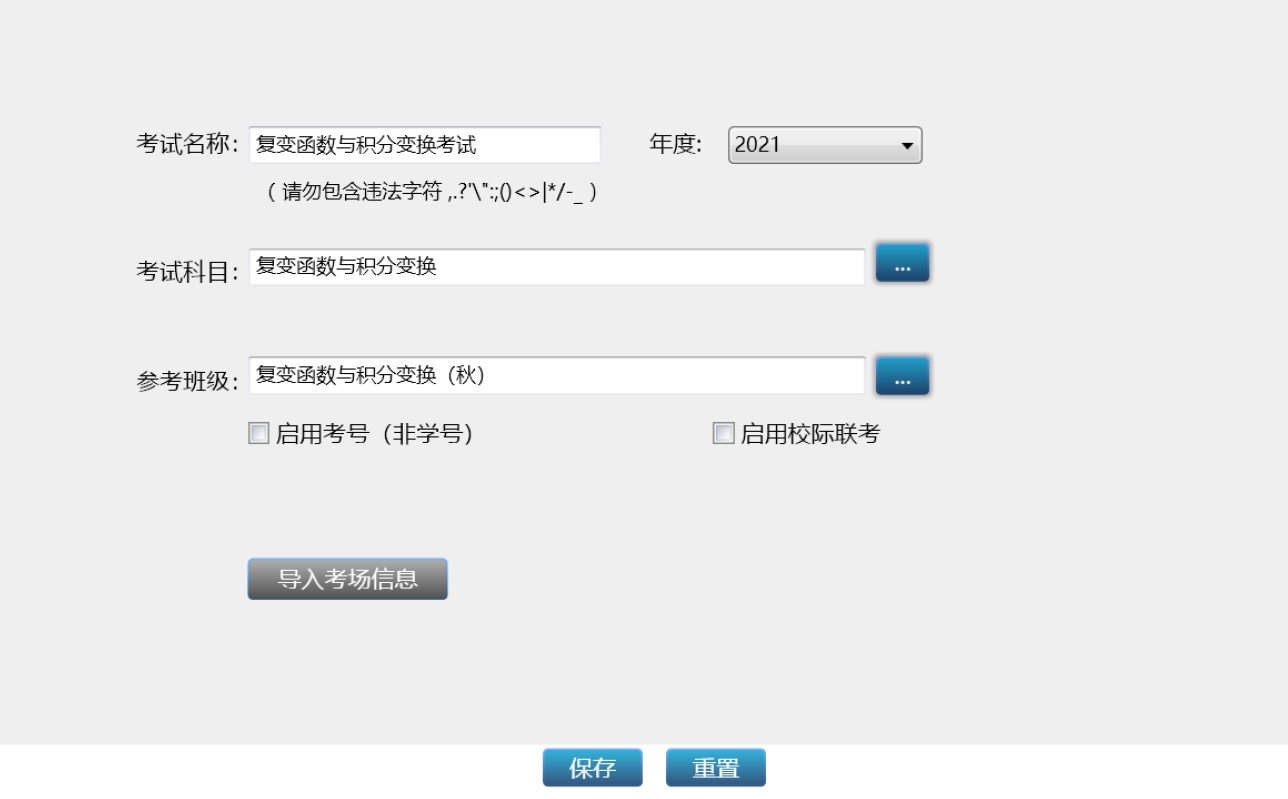 考试名称: 复变函数与积分变换考试 年度: 2021
( 请勿包含违法字符 ,.?'\":;()<>|*/-_ )
考试科目: 复变函数与积分变换 ...
参考班级: 复变函数与积分变换（秋） ...
启用考号（非学号） 启用校际联考
导入考场信息
保存 重置